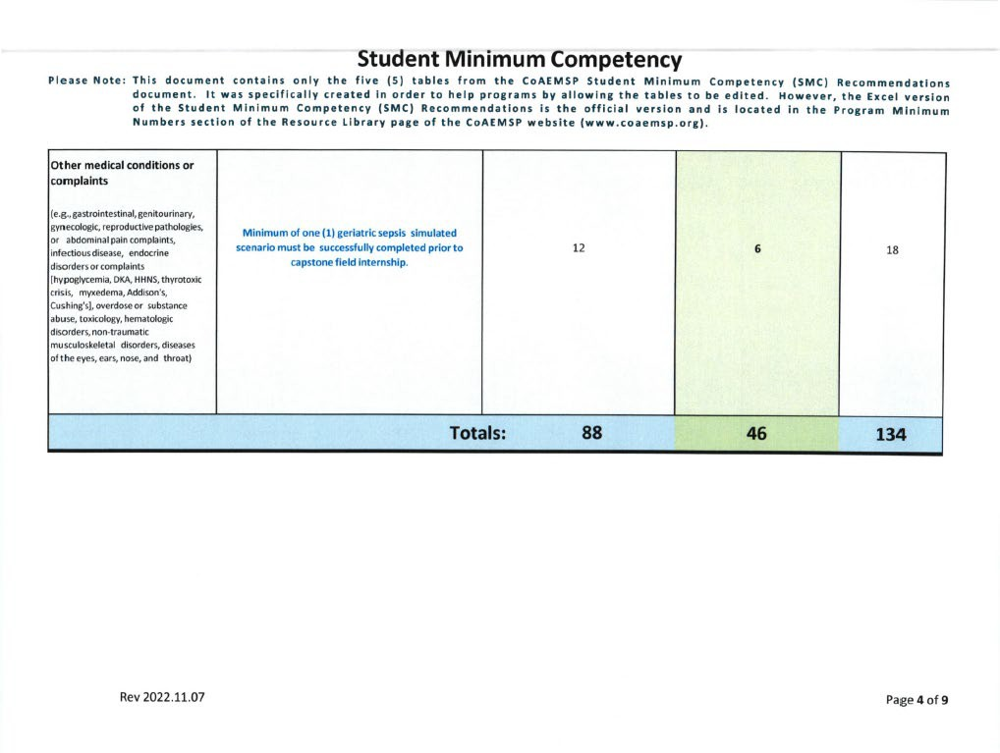 Student Minimum Competency
Please Note: This document contains only the five (5) tables from the CoAEMSP Student Minimum Competency (SMC) Recommendations
document. It was specifically created in order to help programs by allowing the tables to be edited. However, the Excel version
of the Student Minimum Competency (SMC) Recommendations is the official version and is located in the Program Minimum
Numbers section of the Resource Library page of the CoAEMSP website (www.coaemsp.org).
Other medical conditions or
complaints
(e.g., gastrointestinal, genitourinary,
gynecologic, reproductive pathologies,
or abdominal pain complaints,
infectious disease, endocrine
disorders or complaints
[hypoglycemia, DKA, HHNS, thyrotoxic
crisis, myxedema, Addison's,
Cushing's], overdose or substance
abuse, toxicology, hematologic
disorders, non-traumatic
musculoskeletal disorders, diseases
of the eyes, ears, nose, and throat)
Minimum of one (1) geriatric sepsis simulated
scenario must be successfully completed prior to
capstone field internship.
12
6
18
Totals: 88 46 134
Rev 2022.11.07
Page 4 of 9